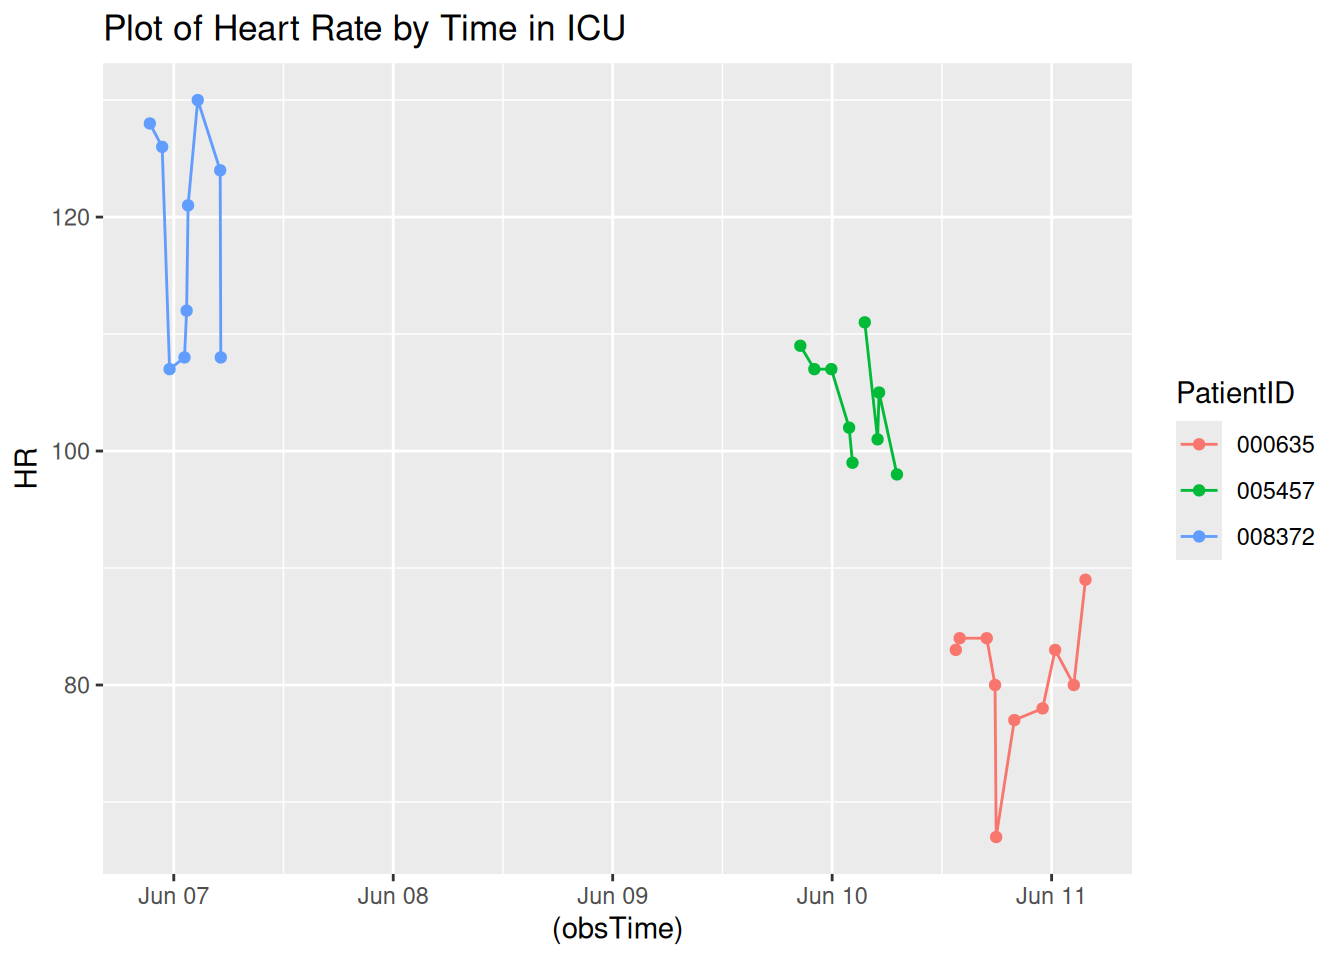 Plot of Heart Rate by Time in ICU
120
100
80
HR
Jun 07 Jun 08 Jun 09 Jun 10 Jun 11
(obsTime)
PatientID
000635
005457
008372